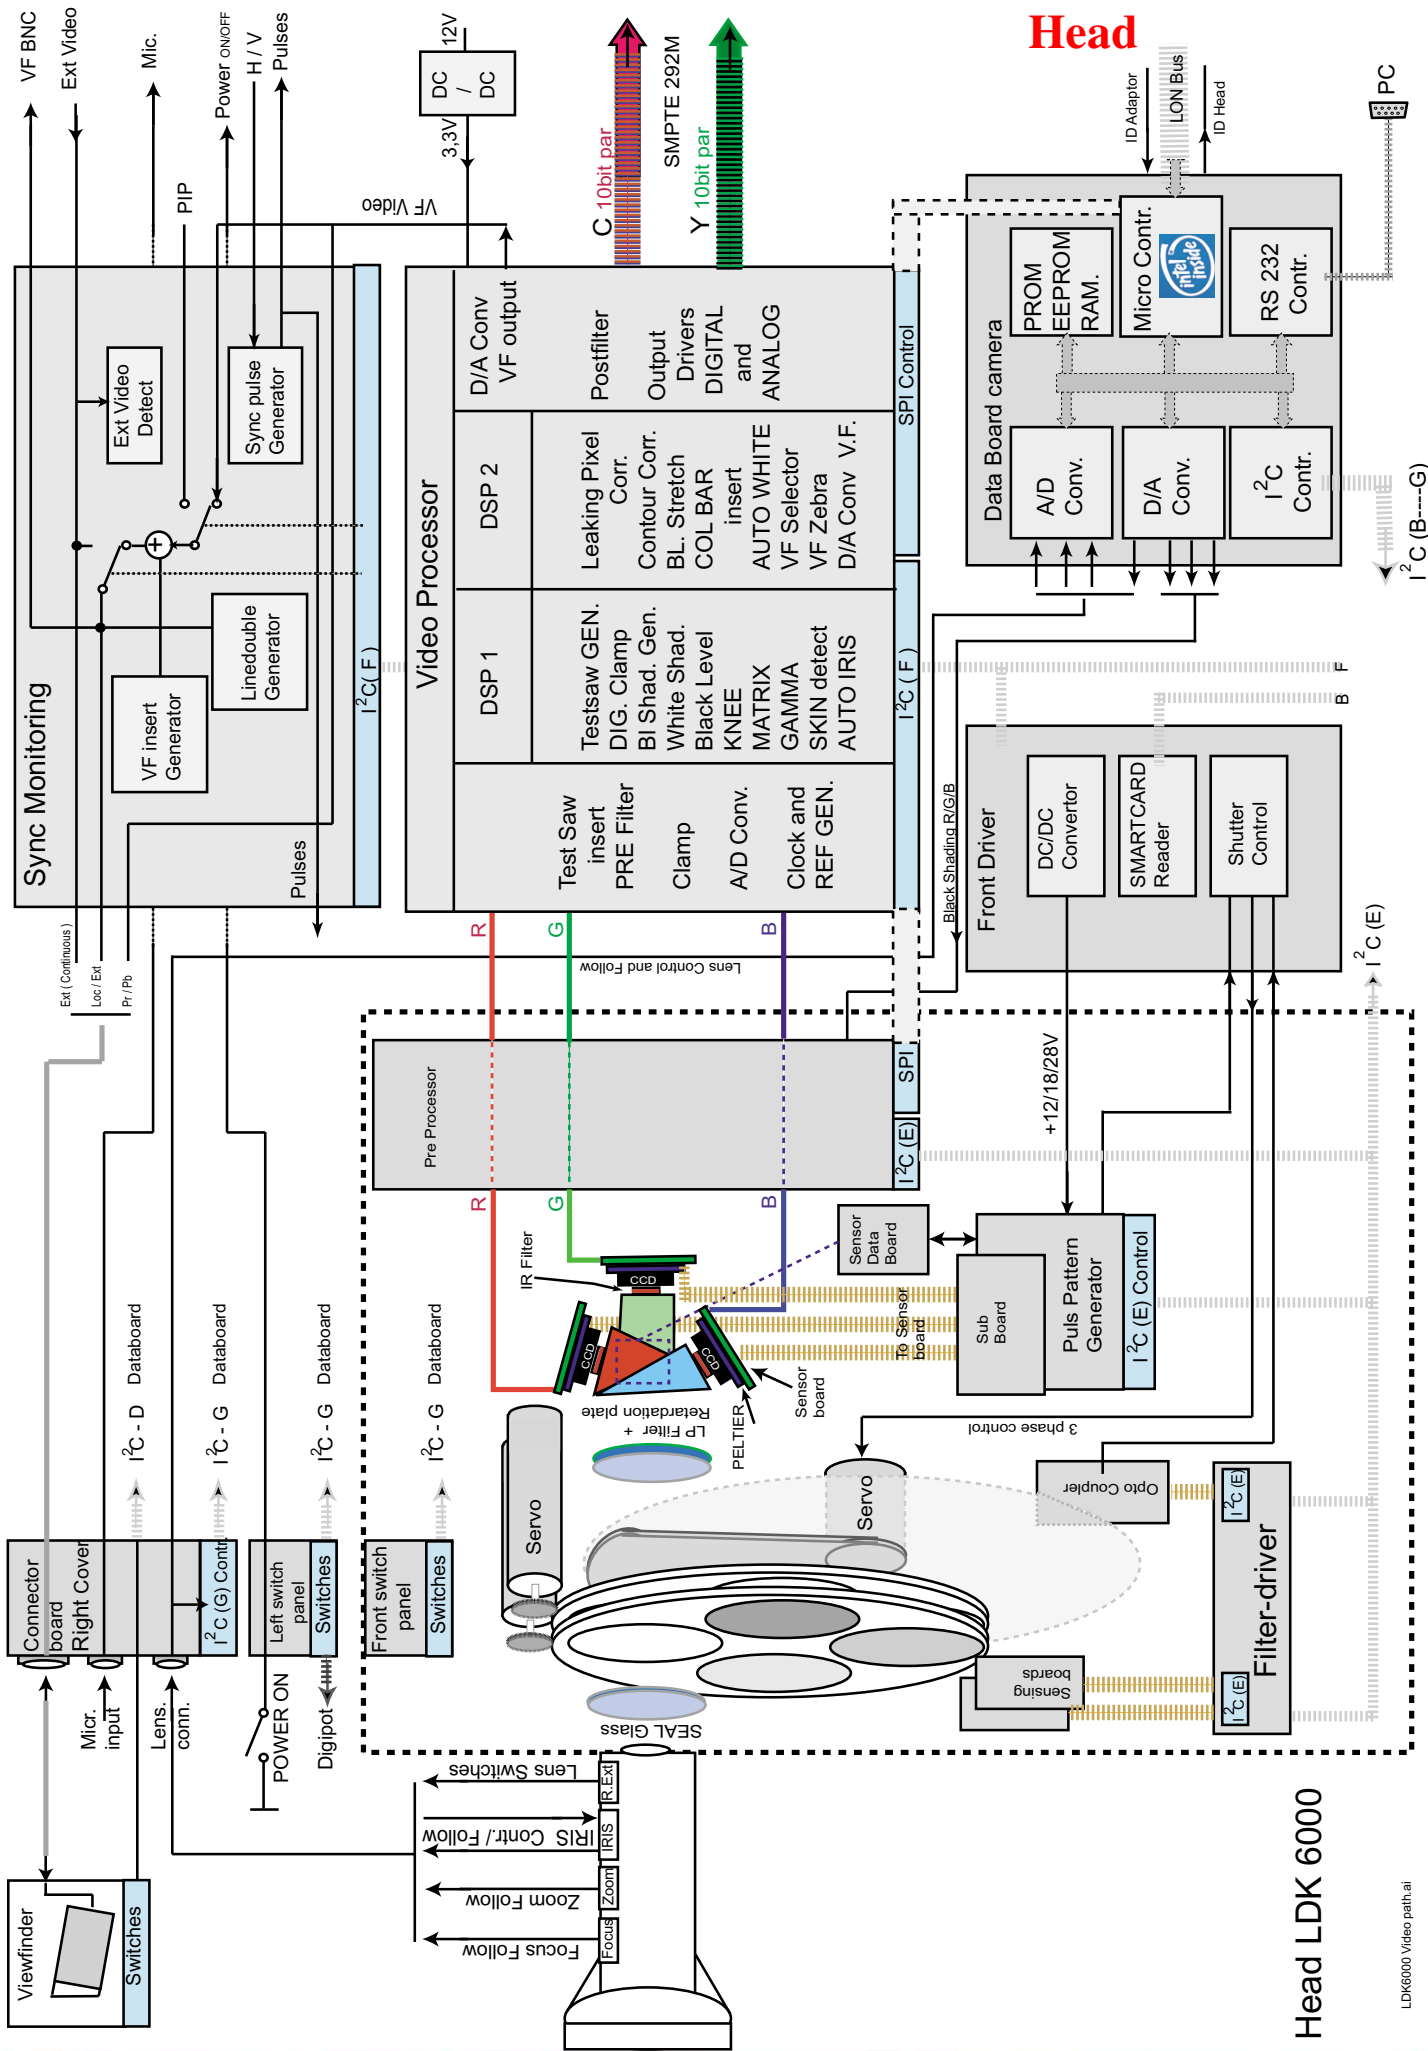 Head
VF BNC
Ext Video
Mic.
Power ON/OFF
H / V
Pulses
PIP
VF Video
12V
DC
/
DC
3,3V
C 10bit par
SMPTE 292M
Y 10bit par
ID Adaptor
LON Bus
ID Head
PC
Sync Monitoring
Ext Video
Detect
Sync pulse
Generator
+
Linedouble
Generator
VF insert
Generator
Pulses
I2C( F )
Ext ( Continuous )
Loc / Ext
Pr / Pb
Video Processor
DSP 1
DSP 2
D/A Conv
VF output
Test Saw
insert
PRE Filter
Clamp
A/D Conv.
Clock and
REF GEN.
Testsaw GEN.
DIG. Clamp
Bl Shad. Gen.
White Shad.
Black Level
KNEE
MATRIX
GAMMA
SKIN detect
AUTO IRIS
Leaking Pixel
Corr.
Contour Corr.
BL. Stretch
COL BAR
insert
AUTO WHITE
VF Selector
VF Zebra
D/A Conv V.F.
Postfilter
Output
Drivers
DIGITAL
and
ANALOG
I2C( F )
SPI Control
Data Board camera
PROM
EEPROM
RAM.
Micro Contr.
intel
inside
RS 232
Contr.
A/D
Conv.
D/A
Conv.
I2C
Contr.
I2C (B----G)
R
G
B
Lens Control and Follow
Black Shading R/G/B
F
B
Front Driver
DC/DC
Convertor
SMARTCARD
Reader
Shutter
Control
I2C (E)
Pre Processor
I2C (E)
SPI
+12/18/28V
R
G
B
IR Filter
CCD
CCD
CCD
LP Filter +
Retardation plate
PELTIER
Sensor
board
To Sensor
board
Sensor
Data
Board
Sub
Board
Puls Pattern
Generator
I2C (E) Control
3 phase control
Servo
Servo
Opto Coupler
Sensing
boards
I2C (E)
I2C (E)
Filter-driver
SEAL Glass
I2C - D Databoard
I2C - G Databoard
I2C - G Databoard
I2C - G Databoard
Connector
board
Right Cover
I2C (G) Contr
Left switch
panel
Switches
Front switch
panel
Switches
Micr.
input
Lens.
conn.
POWER ON
Digipot
Viewfinder
Switches
Lens Switches
IRIS Contr./ Follow
Zoom Follow
Focus Follow
R.Ext
IRIS
Zoom
Focus
Head LDK 6000
LDK6000 Video path.ai